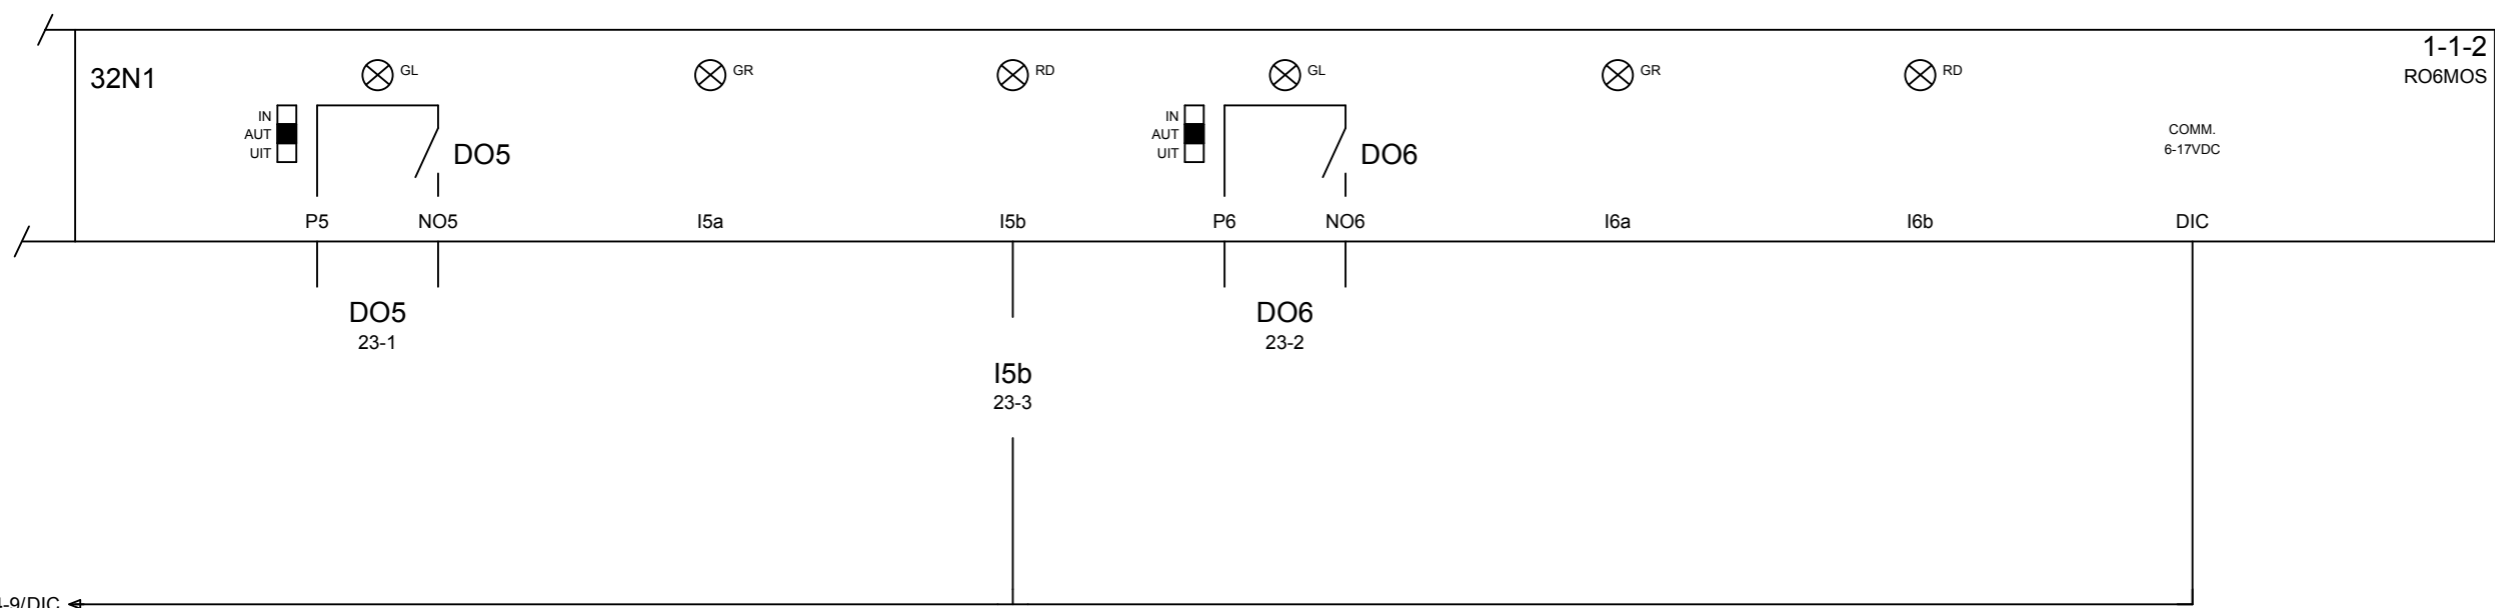 32N1
GL
GR
RD
GL
GR
RD
1-1-2
RO6MOS
IN
AUT
UIT
DO5
IN
AUT
UIT
DO6
COMM.
6-17VDC
P5
NO5
I5a
I5b
P6
NO6
I6a
I6b
DIC
DO5
23-1
DO6
23-2
I5b
23-3
-9/DIC